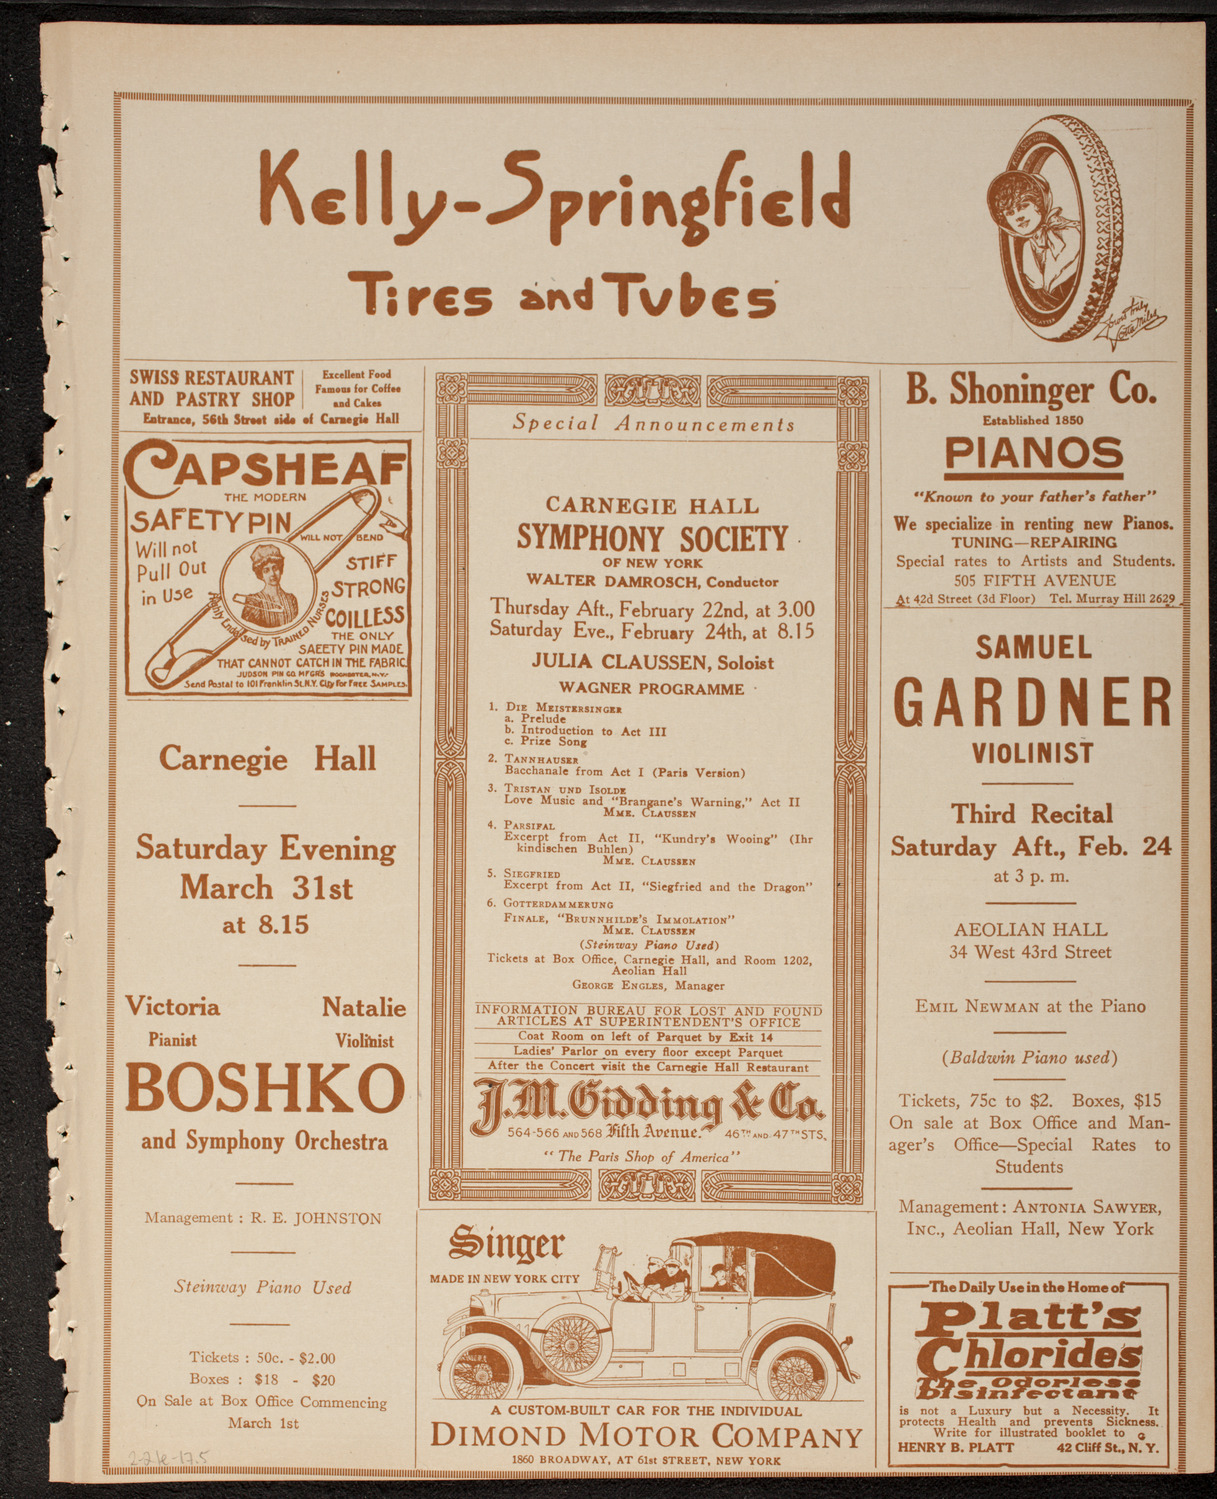 Kelly-Springfield
Tires and Tubes
Yours truly
Lotta Miles
SWISS RESTAURANT
AND PASTRY SHOP
Excellent Food
Famous for Coffee
and Cakes
Entrance, 56th Street side of Carnegie Hall
CAPSHEAF
THE MODERN
SAFETY PIN
WILL NOT BEND
Will not
Pull Out
in Use
STIFF
STRONG
COILLESS
Highly Endorsed by TRAINED NURSES
THE ONLY
SAFETY PIN MADE
THAT CANNOT CATCH IN THE FABRIC.
JUDSON PIN CO. MFGRS ROCHESTER, N.Y.
Send Postal to 101 Franklin St. N.Y. City for FREE SAMPLES.
Carnegie Hall
Saturday Evening
March 31st
at 8.15
Victoria Natalie
Pianist Violinist
BOSHKO
and Symphony Orchestra
Management : R. E. JOHNSTON
Steinway Piano Used
Tickets : 50c. - $2.00
Boxes : $18 - $20
On Sale at Box Office Commencing
March 1st
2-21e-17.5
Special Announcements
CARNEGIE HALL
SYMPHONY SOCIETY
OF NEW YORK
WALTER DAMROSCH, Conductor
Thursday Aft., February 22nd, at 3.00
Saturday Eve., February 24th, at 8.15
JULIA CLAUSSEN, Soloist
WAGNER PROGRAMME
1. DIE MEISTERSINGER
a. Prelude
b. Introduction to Act III
c. Prize Song
2. TANNHAUSER
Bacchanale from Act I (Paris Version)
3. TRISTAN UND ISOLDE
Love Music and "Brangane's Warning," Act II
MME. CLAUSSEN
4. PARSIFAL
Excerpt from Act II, "Kundry's Wooing" (Ihr
kindischen Buhlen)
MME. CLAUSSEN
5. SIEGFRIED
Excerpt from Act II, "Siegfried and the Dragon"
6. GOTTERDAMMERUNG
FINALE, "BRUNNHILDE'S IMMOLATION"
MME. CLAUSSEN
(Steinway Piano Used)
Tickets at Box Office, Carnegie Hall, and Room 1202,
Aeolian Hall
GEORGE ENGLES, Manager
INFORMATION BUREAU FOR LOST AND FOUND
ARTICLES AT SUPERINTENDENT'S OFFICE
Coat Room on left of Parquet by Exit 14
Ladies' Parlor on every floor except Parquet
After the Concert visit the Carnegie Hall Restaurant
J.M. Gidding & Co.
564-566 AND 568 Fifth Avenue. 46TH AND 47TH STS.
"The Paris Shop of America"
Singer
MADE IN NEW YORK CITY
A CUSTOM-BUILT CAR FOR THE INDIVIDUAL
DIMOND MOTOR COMPANY
1860 BROADWAY, AT 61st STREET, NEW YORK
B. Shoninger Co.
Established 1850
PIANOS
"Known to your father's father"
We specialize in renting new Pianos.
TUNING—REPAIRING
Special rates to Artists and Students.
505 FIFTH AVENUE
At 42d Street (3d Floor) Tel. Murray Hill 2629
SAMUEL
GARDNER
VIOLINIST
Third Recital
Saturday Aft., Feb. 24
at 3 p. m.
AEOLIAN HALL
34 West 43rd Street
EMIL NEWMAN at the Piano
(Baldwin Piano used)
Tickets, 75c to $2. Boxes, $15
On sale at Box Office and Man-
ager's Office—Special Rates to
Students
Management: ANTONIA SAWYER,
INC., Aeolian Hall, New York
The Daily Use in the Home of
Platt's
Chlorides
The Odorless
Disinfectant
is not a Luxury but a Necessity. It
protects Health and prevents Sickness.
Write for illustrated booklet to
HENRY B. PLATT 42 Cliff St., N. Y.